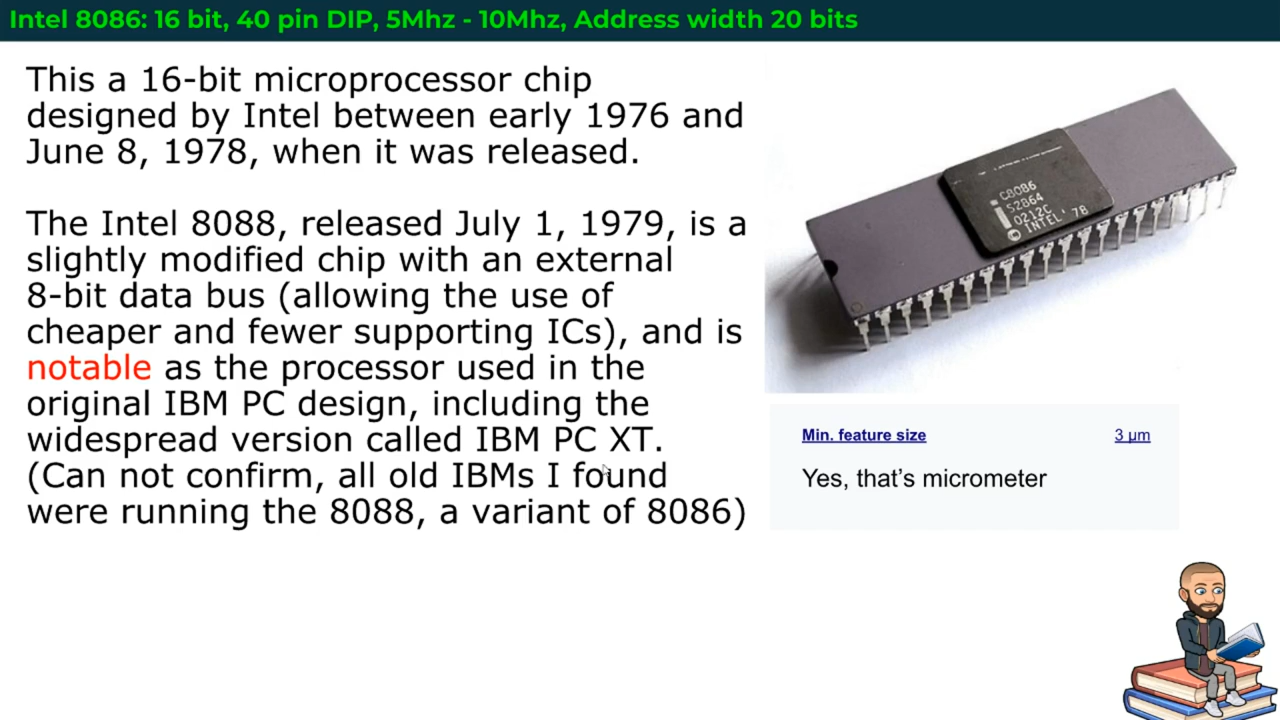 Intel 8086: 16 bit, 40 pin DIP, 5Mhz - 10Mhz, Address width 20 bits
This a 16-bit microprocessor chip
designed by Intel between early 1976 and
June 8, 1978, when it was released.
The Intel 8088, released July 1, 1979, is a
slightly modified chip with an external
8-bit data bus (allowing the use of
cheaper and fewer supporting ICs), and is
notable as the processor used in the
original IBM PC design, including the
widespread version called IBM PC XT.
(Can not confirm, all old IBMs I found
were running the 8088, a variant of 8086)
C8086
S2864
0212C
© INTEL '78
Min. feature size 3 μm
Yes, that’s micrometer